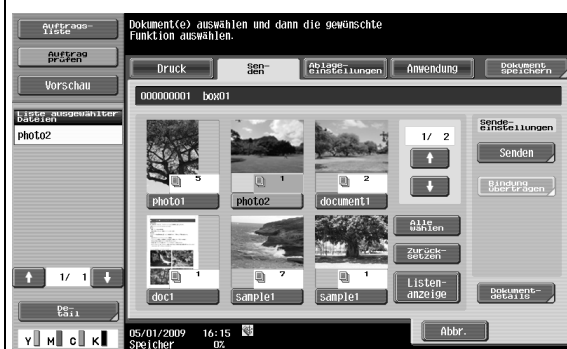 Auftrags-
liste
Dokument(e) auswählen und dann die gewünschte
Funktion auswählen.
Auftrag
prüfen
Vorschau
Druck
Sen-
den
Ablage-
einstellungen
Anwendung
Dokument
speichern
000000001 box01
Liste ausgewählter
Dateien
photo2
5
photo1
1
photo2
2
document1
1
doc1
7
sample1
1
sample1
1/ 2
Alle
wählen
Zurück-
setzen
Listen-
anzeige
Sende-
einstellungen
Senden
Bindung
übertragen
Dokument-
details
1/ 1
De-
tail
Y M C K
05/01/2009 16:15
Speicher 0%
Abbr.